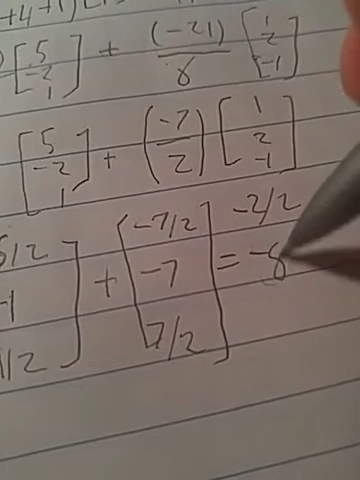 +4+1)
) [5 -2 1] + (-21)/6 [1 2 -1]
[5 -2 1] + (-7/2) [1 2 -1]
5/2 -1 1/2] + [-7/2 -7 7/2] = -2/2 -8